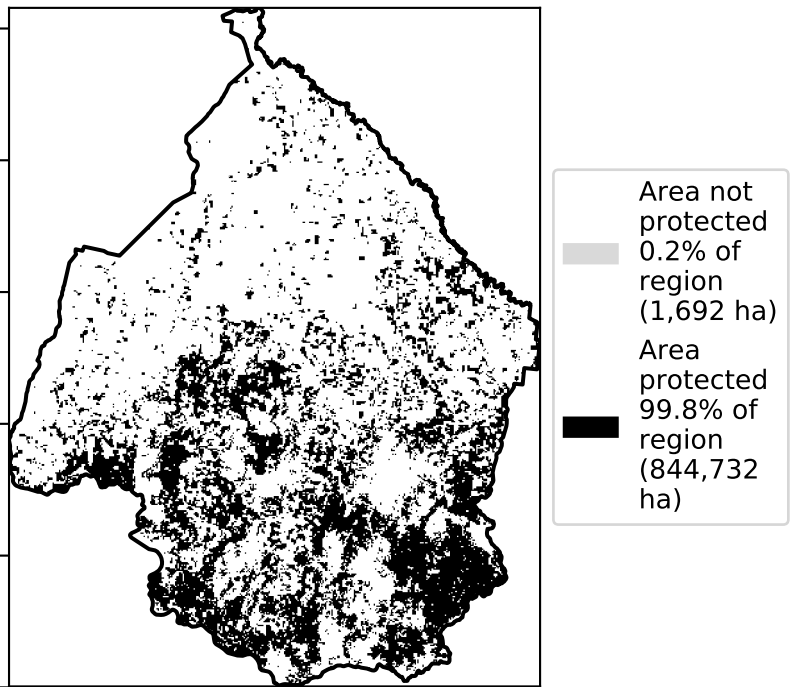 Area not
protected
0.2% of
region
(1,692 ha)
Area
protected
99.8% of
region
(844,732
ha)